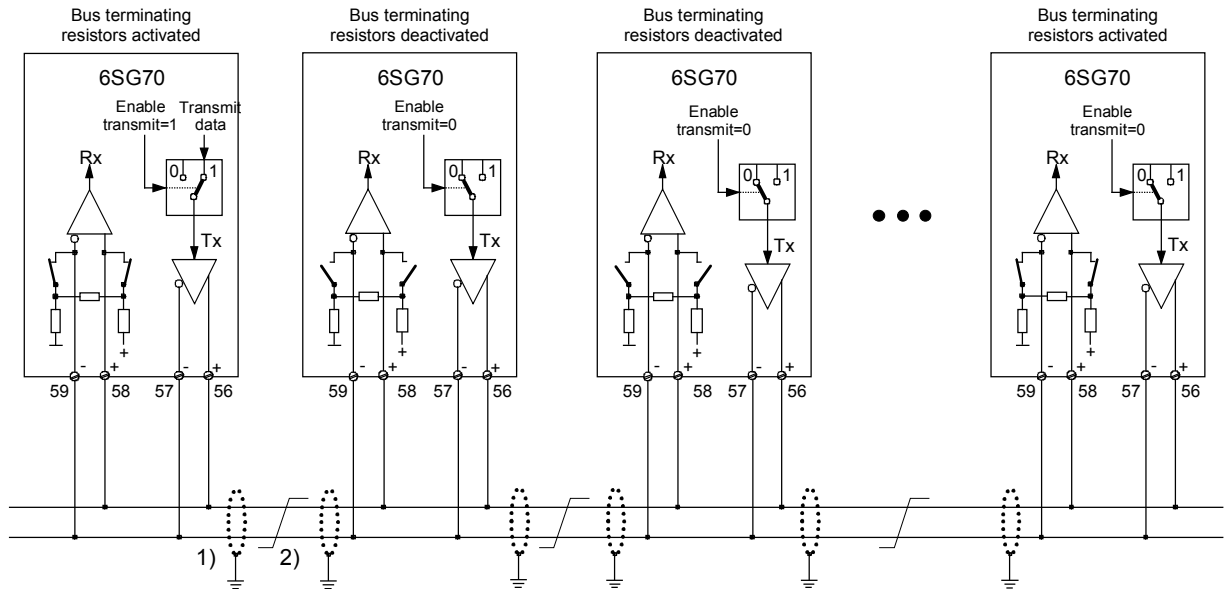 Bus terminating
resistors activated
Bus terminating
resistors deactivated
Bus terminating
resistors deactivated
Bus terminating
resistors activated
6SG70
Enable
transmit=1
Transmit
data
Rx
0 1
Tx
- + - +
59 58 57 56
6SG70
Enable
transmit=0
Rx
0 1
Tx
- + - +
59 58 57 56
6SG70
Enable
transmit=0
Rx
0 1
Tx
- + - +
59 58 57 56
6SG70
Enable
transmit=0
Rx
0 1
Tx
- + - +
59 58 57 56
+
+
+
+
1) 2)